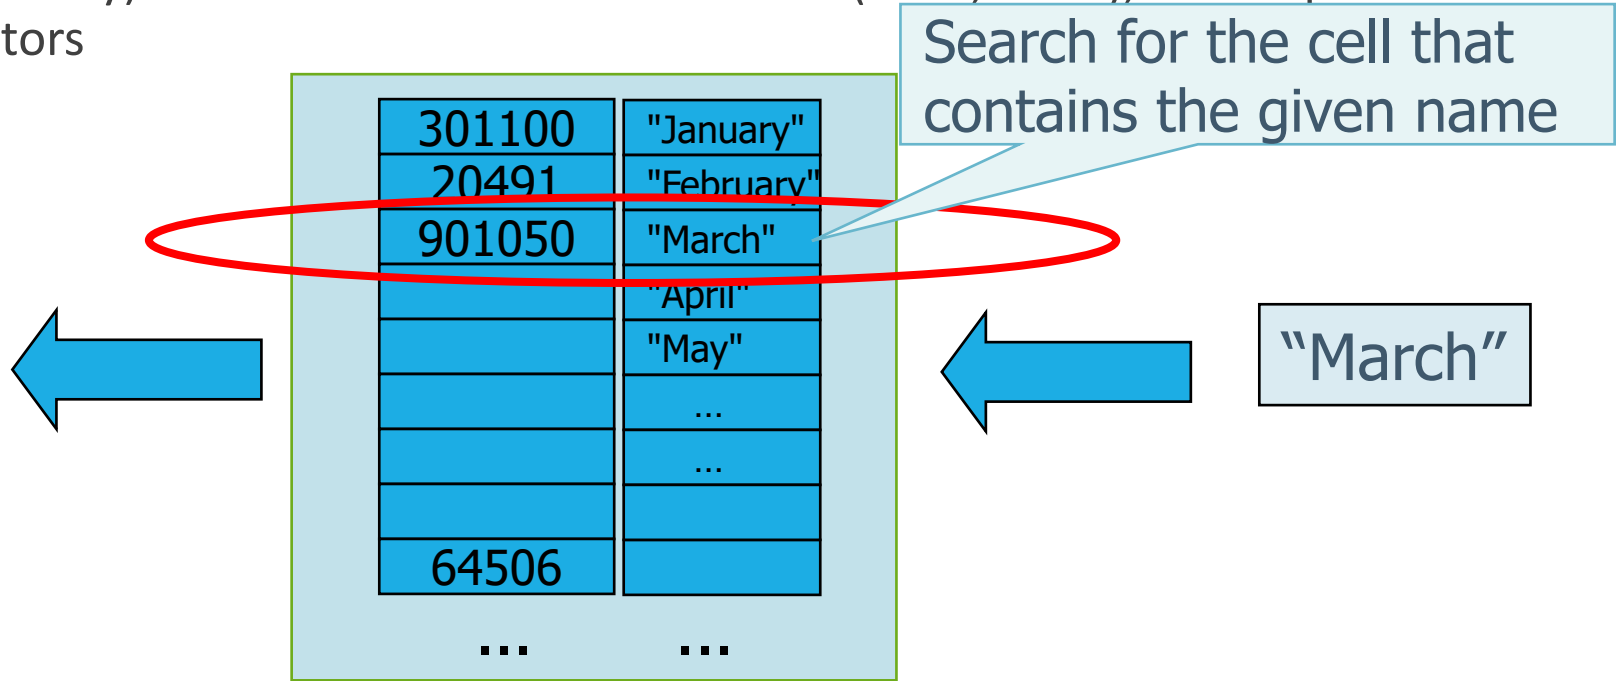 tors
Search for the cell that
contains the given name
301100 "January"
20491 "February"
901050 "March"
"April"
"May"
...
...
64506
... ...
“March”